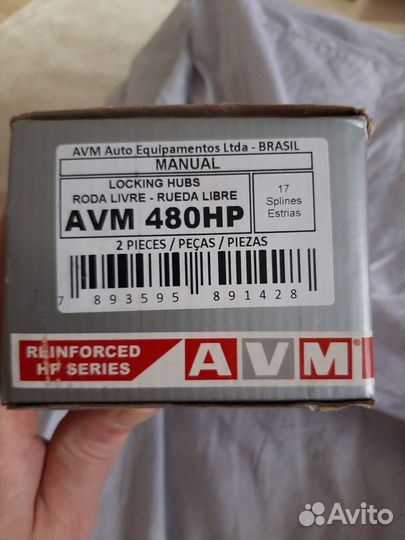 AVM Auto Equipamentos Ltda - BRASIL
MANUAL
LOCKING HUBS
RODA LIVRE - RUEDA LIBRE
AVM 480HP
17
Splines
Estrias
2 PIECES / PEÇAS / PIEZAS
7 893595 891428
REINFORCED
HP SERIES
AVM®
Avito